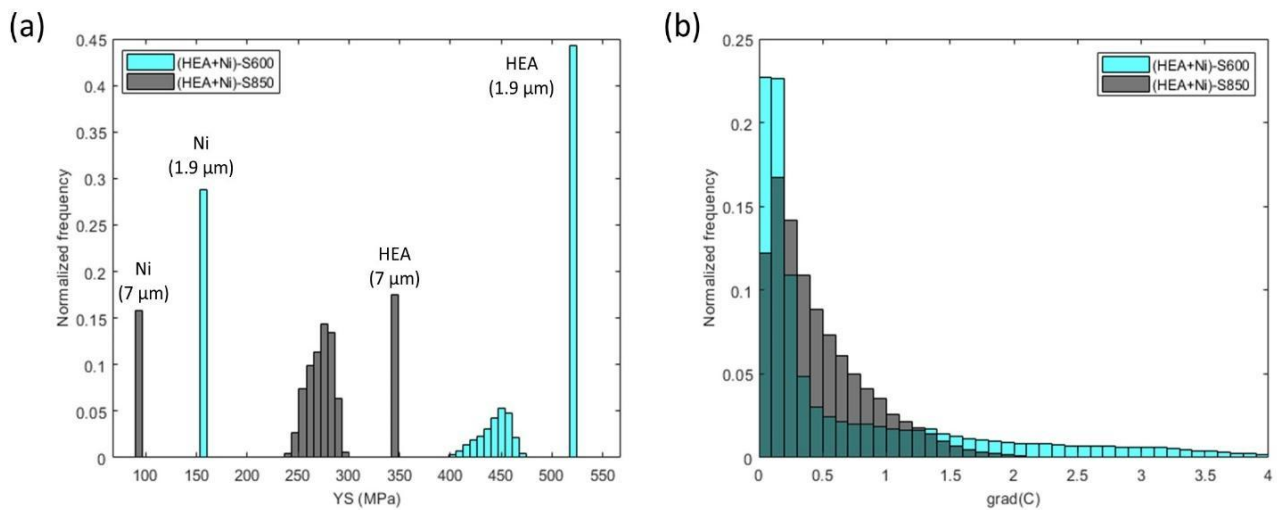 (a)
0.45
0.4
0.35
0.3
0.25
0.2
0.15
0.1
0.05
0
Normalized frequency
(HEA+Ni)-S600
(HEA+Ni)-S850
HEA
(1.9 μm)
Ni
(1.9 μm)
Ni
(7 μm)
HEA
(7 μm)
100 150 200 250 300 350 400 450 500 550
YS (MPa)
(b)
0.25
0.2
0.15
0.1
0.05
0
Normalized frequency
(HEA+Ni)-S600
(HEA+Ni)-S850
0 0.5 1 1.5 2 2.5 3 3.5 4
grad(C)